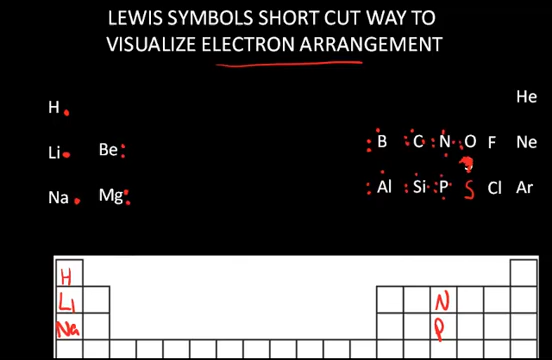 LEWIS SYMBOLS SHORT CUT WAY TO
VISUALIZE ELECTRON ARRANGEMENT
He
H
Li Be B C N O F Ne
Na Mg Al Si P S Cl Ar
H
Li N
Na P